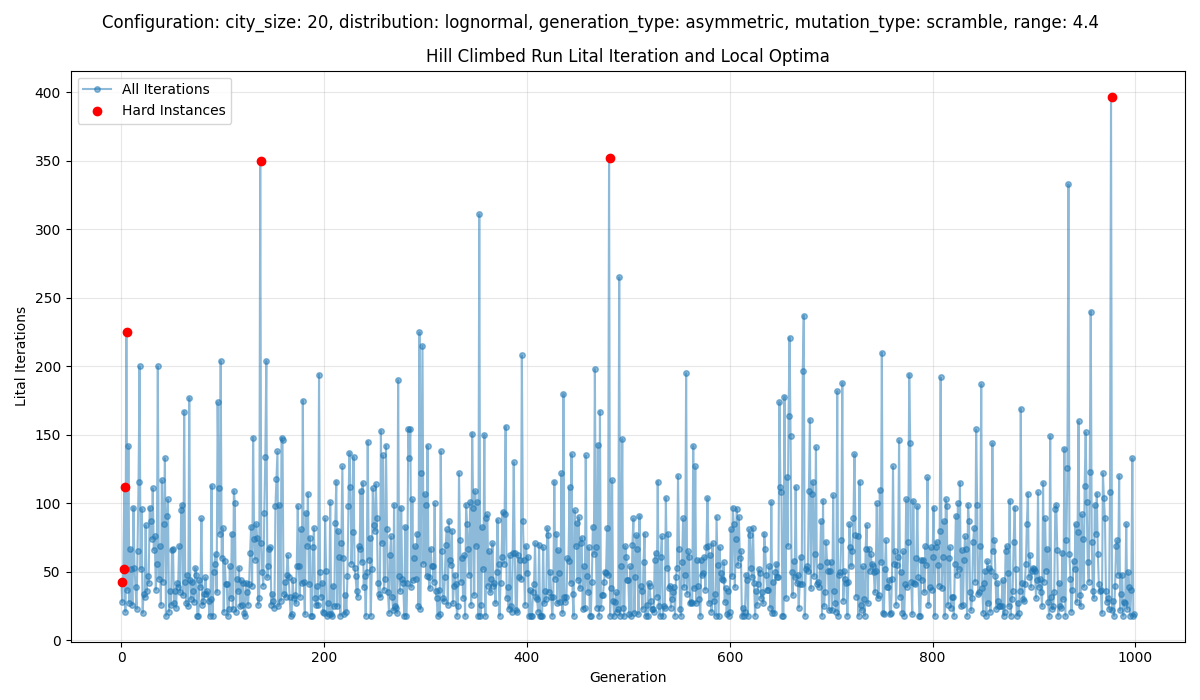 Configuration: city_size: 20, distribution: lognormal, generation_type: asymmetric, mutation_type: scramble, range: 4.4
Hill Climbed Run Lital Iteration and Local Optima
All Iterations
Hard Instances
Lital Iterations
400
350
300
250
200
150
100
50
0
0 200 400 600 800 1000
Generation